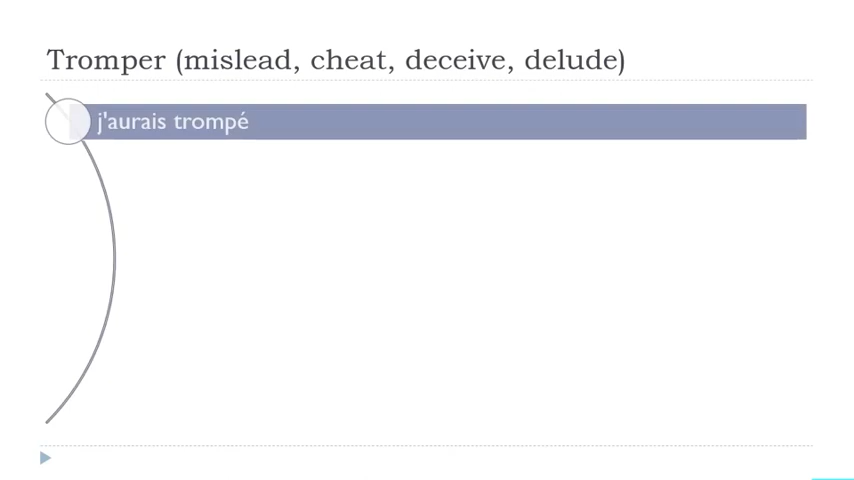 Tromper (mislead, cheat, deceive, delude)
j'aurais trompé